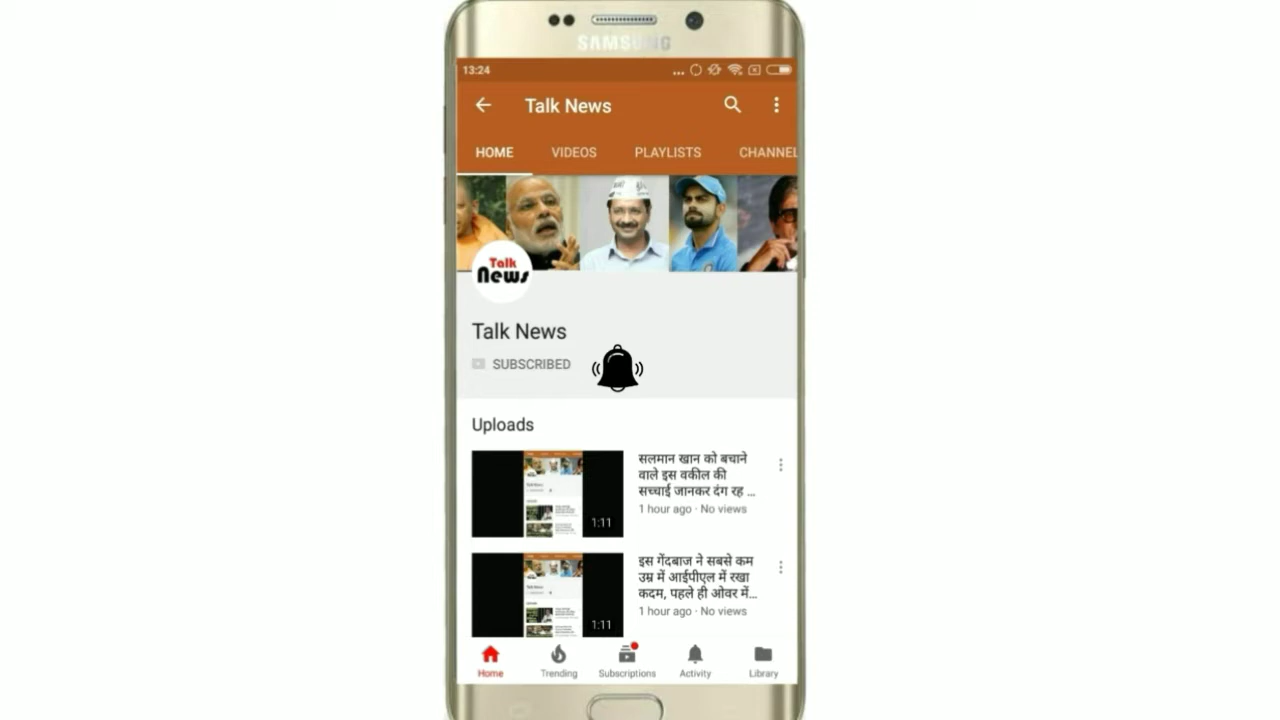 SAMSUNG
13:24
Talk News
HOME VIDEOS PLAYLISTS CHANNEL
Talk
News
Talk News
SUBSCRIBED
Uploads
सलमान खान को बचाने
वाले इस वकील की
सच्चाई जानकर दंग रह ...
1 hour ago · No views
1:11
इस गेंदबाज ने सबसे कम
उम्र में आईपीएल में रखा
कदम, पहले ही ओवर में...
1 hour ago · No views
1:11
Home Trending Subscriptions Activity Library